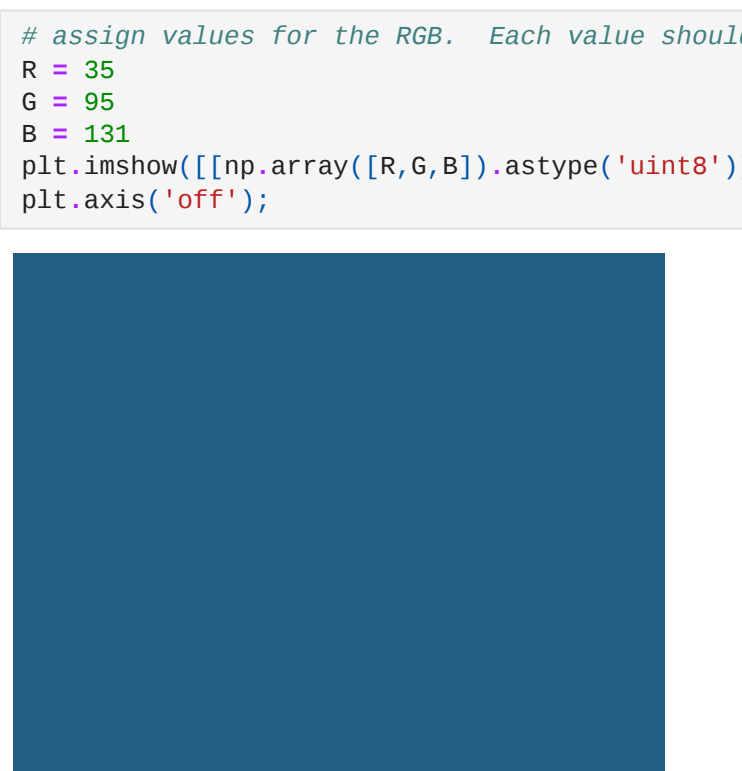 # assign values for the RGB.  Each value should
R = 35
G = 95
B = 131
plt.imshow([[np.array([R,G,B]).astype('uint8')
plt.axis('off');